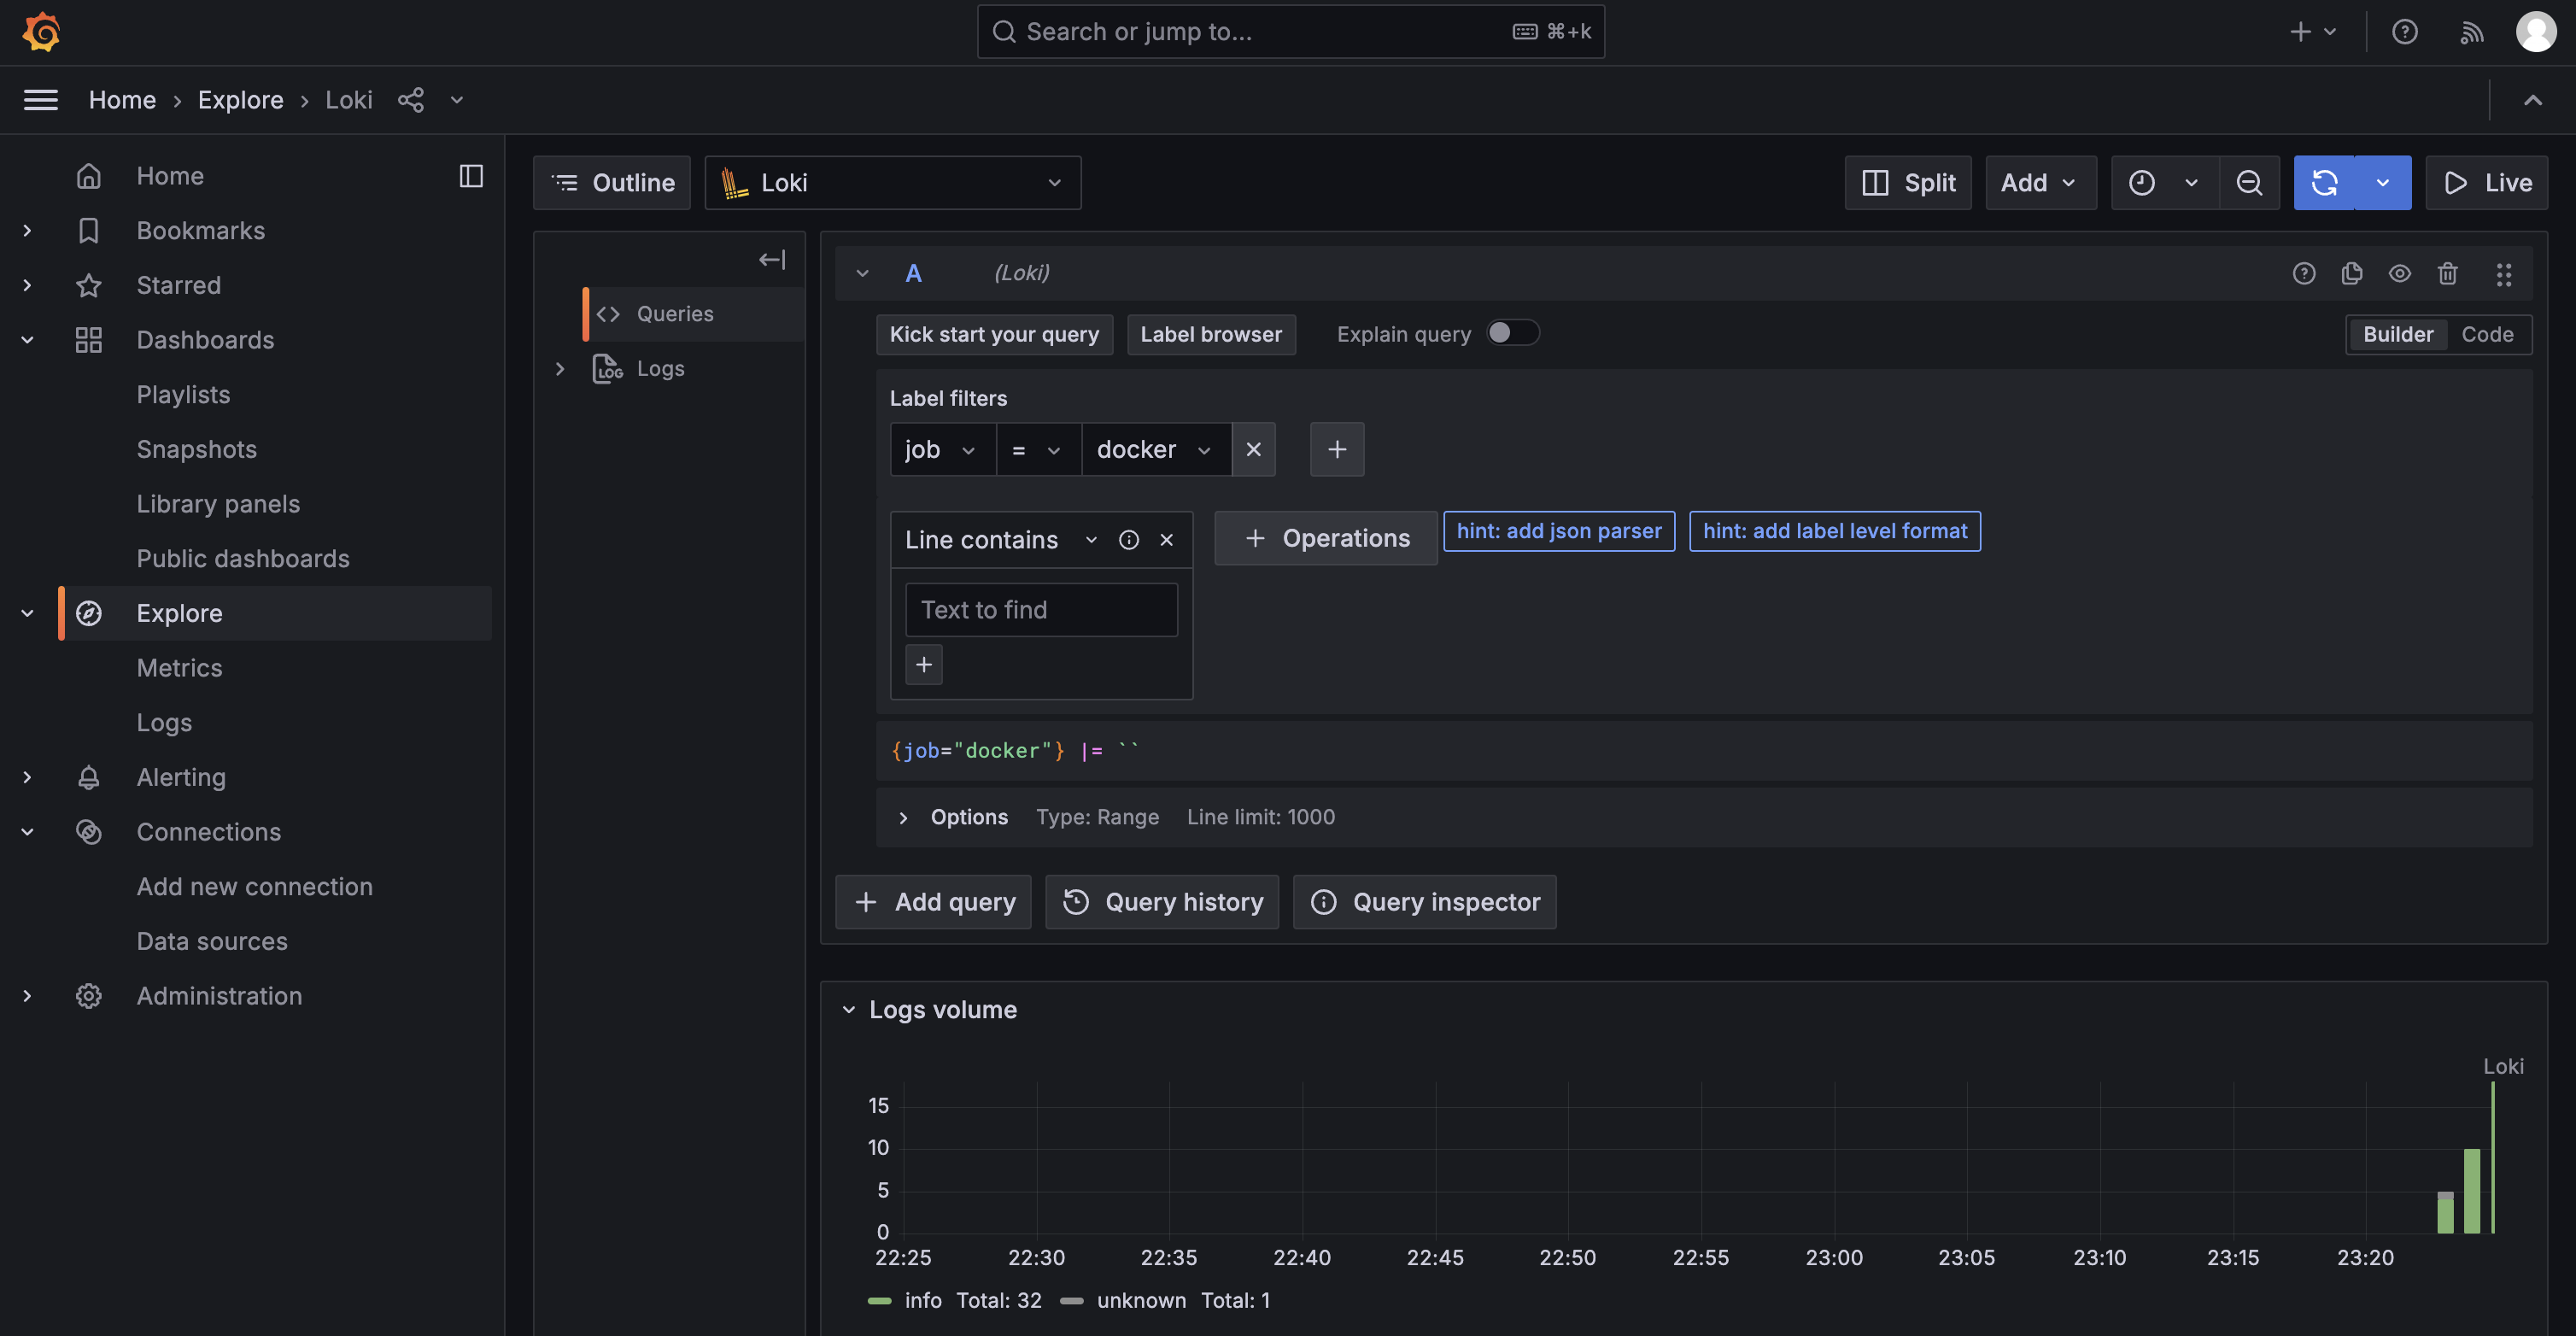 Search or jump to...
⌘+k
Home
Explore
Loki
Home
Bookmarks
Starred
Dashboards
Playlists
Snapshots
Library panels
Public dashboards
Explore
Metrics
Logs
Alerting
Connections
Add new connection
Data sources
Administration
Outline
Loki
Split
Add
Live
Queries
LOG
Logs
A
(Loki)
Kick start your query
Label browser
Explain query
Builder
Code
Label filters
job
=
docker
Line contains
Operations
hint: add json parser
hint: add label level format
Text to find
{job="docker"} |= ``
Options
Type: Range
Line limit: 1000
Add query
Query history
Query inspector
Logs volume
Loki
15
10
5
0
22:25 22:30 22:35 22:40 22:45 22:50 22:55 23:00 23:05 23:10 23:15 23:20
info Total: 32 unknown Total: 1